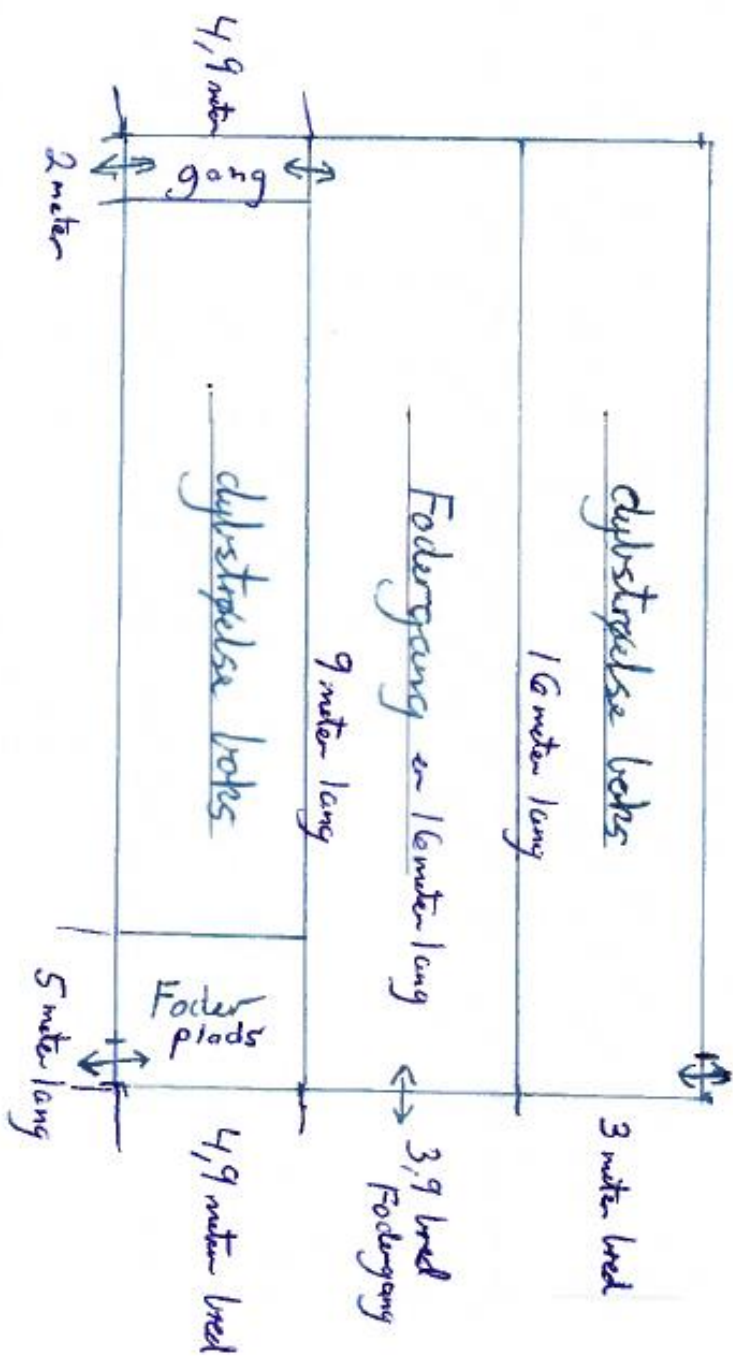 dybstrøelse boks
16 meter lang
3 meter bred
Fodergang er 16 meter lang
3,9 bred
Fodergang
4,9 meter
gang
2 meter
9 meter lang
dybstrøelse boks
Foder
plads
4,9 meter bred
5 meter lang